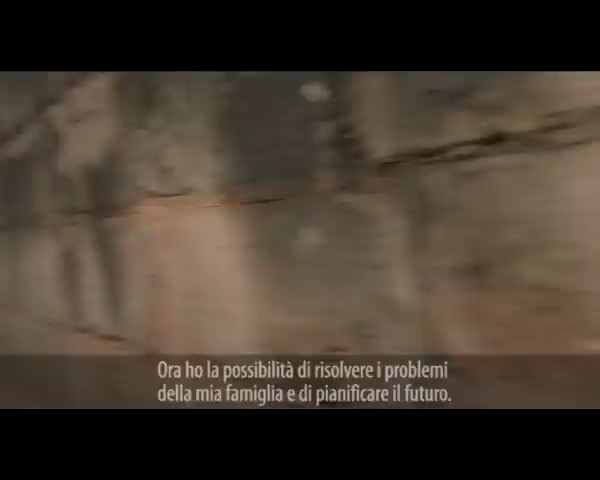 Ora ho la possibilità di risolvere i problemi
della mia famiglia e di pianificare il futuro.